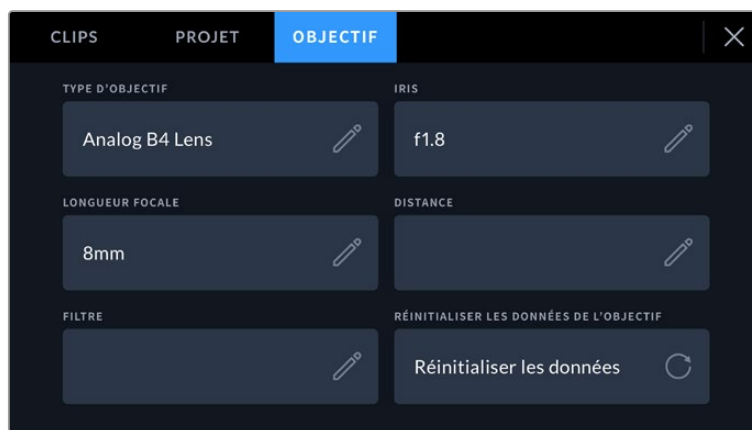 CLIPS PROJET OBJECTIF
TYPE D'OBJECTIF IRIS
Analog B4 Lens f1.8
LONGUEUR FOCALE DISTANCE
8mm
FILTRE RÉINITIALISER LES DONNÉES DE L'OBJECTIF
Réinitialiser les données